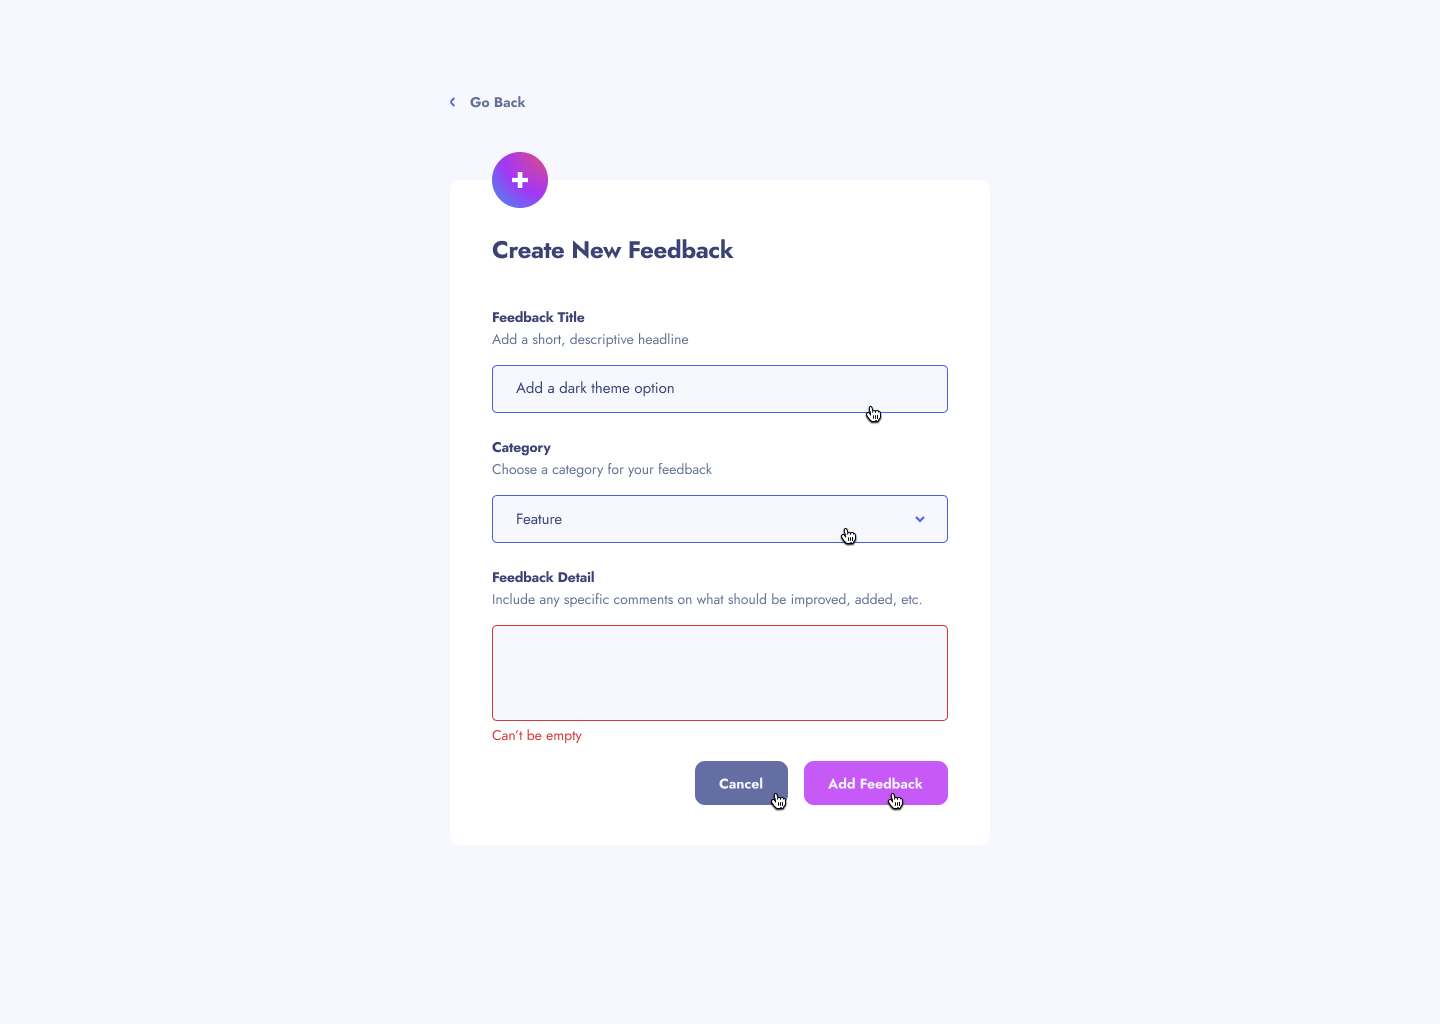 Go Back
Create New Feedback
Feedback Title
Add a short, descriptive headline
Add a dark theme option
Category
Choose a category for your feedback
Feature
Feedback Detail
Include any specific comments on what should be improved, added, etc.
Can’t be empty
Cancel
Add Feedback